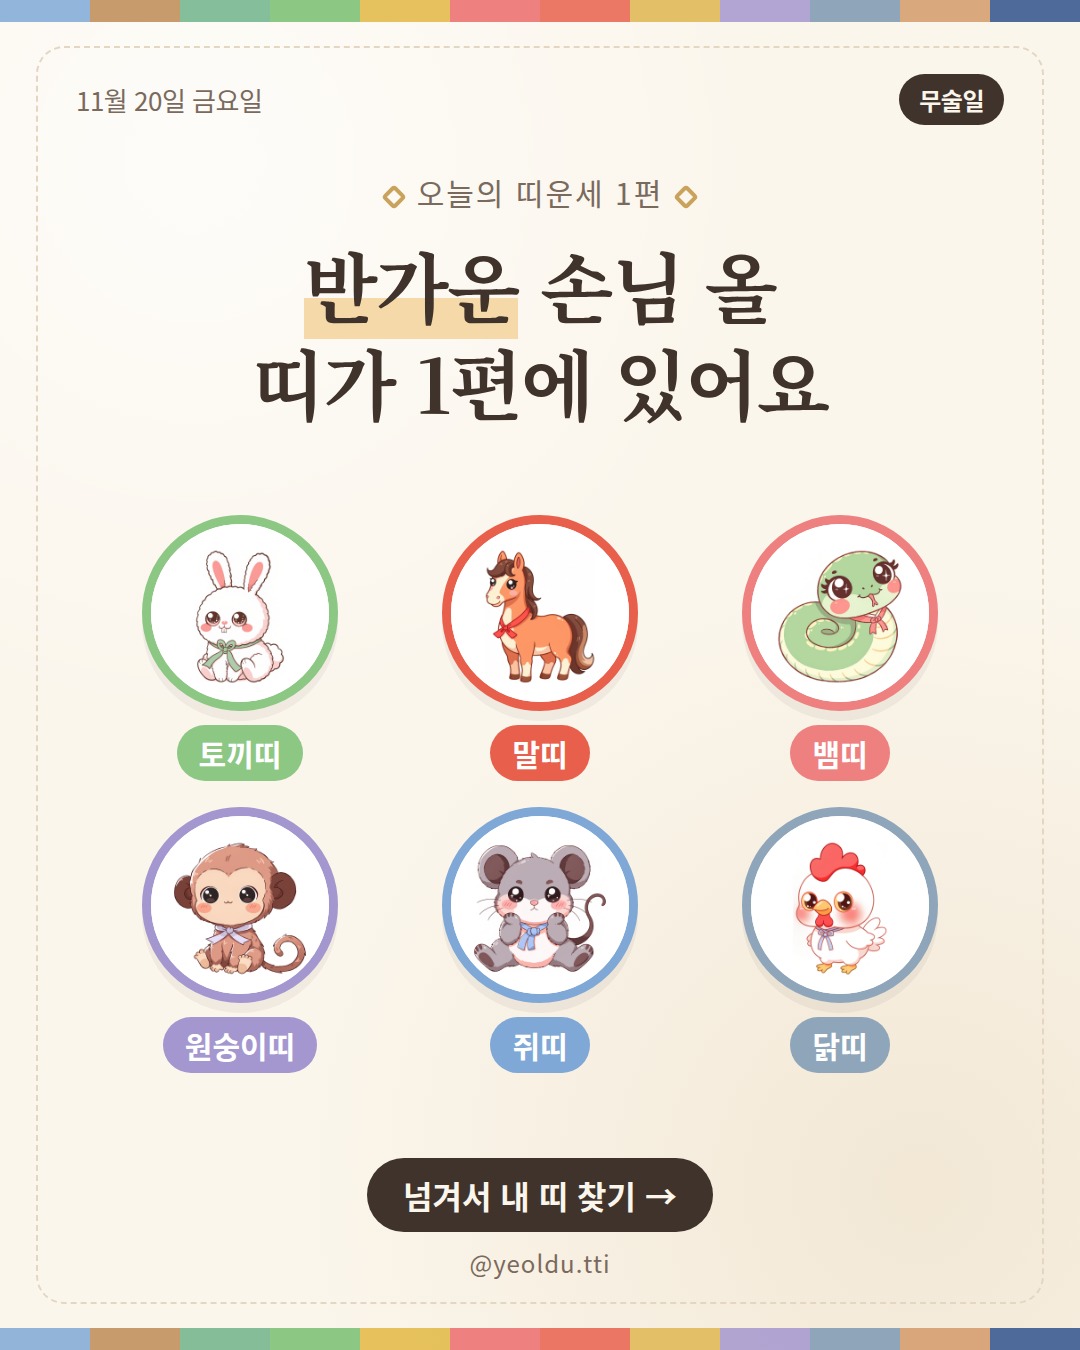 11월 20일 금요일
무술일
오늘의 띠운세 1편
반가운 손님 올
띠가 1편에 있어요
토끼띠
말띠
뱀띠
원숭이띠
쥐띠
닭띠
넘겨서 내 띠 찾기 →
@yeoldu.tti